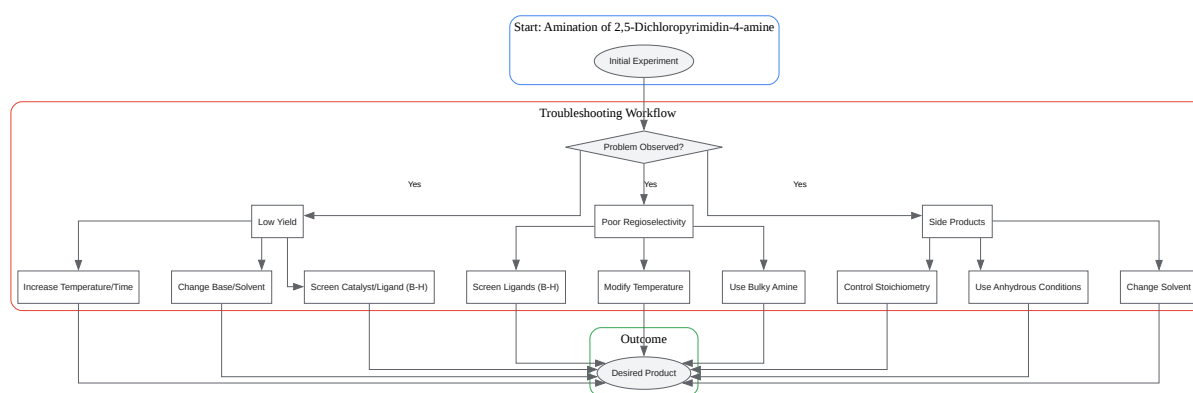 Start: Amination of 2,5-Dichloropyrimidin-4-amine
Initial Experiment
Troubleshooting Workflow
Problem Observed?
Yes
Yes
Yes
Low Yield
Poor Regioselectivity
Side Products
Increase Temperature/Time
Change Base/Solvent
Screen Catalyst/Ligand (B-H)
Screen Ligands (B-H)
Modify Temperature
Use Bulky Amine
Control Stoichiometry
Use Anhydrous Conditions
Change Solvent
Outcome
Desired Product